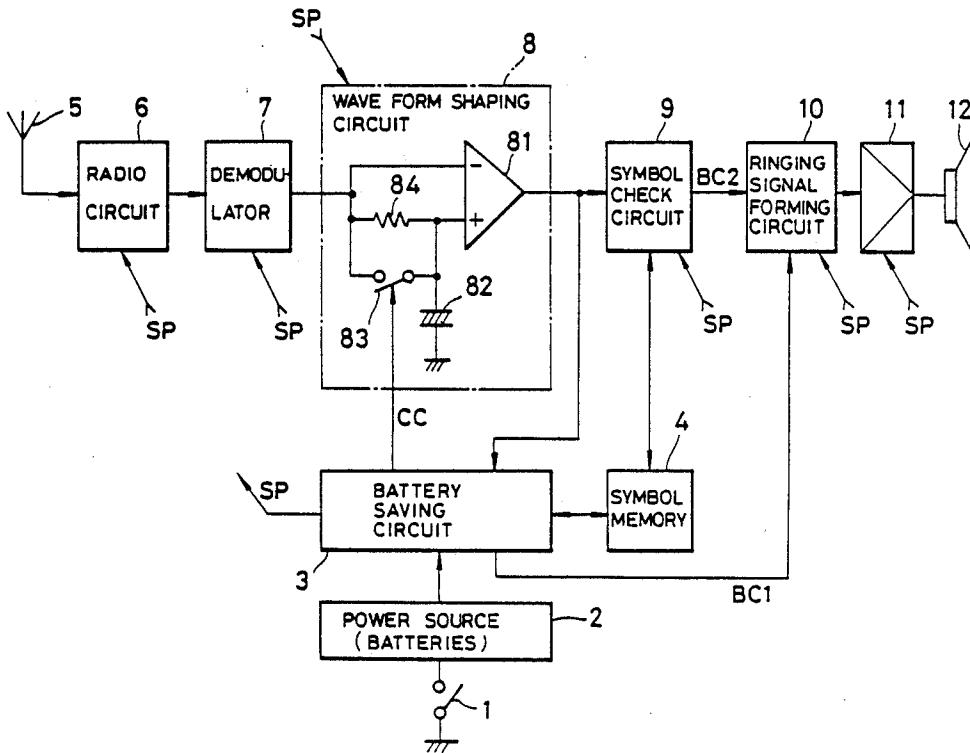 SP
8
5
6
7
WAVE FORM SHAPING
CIRCUIT
81
9
10
11
12
RADIO
CIRCUIT
DEMODU-
LATOR
84
SYMBOL
CHECK
CIRCUIT
BC2
RINGING
SIGNAL
FORMING
CIRCUIT
-
+
83
82
SP
SP
SP
SP
SP
CC
4
SP
BATTERY
SAVING
CIRCUIT
SYMBOL
MEMORY
3
BC1
POWER SOURCE
(BATTERIES)
2
1